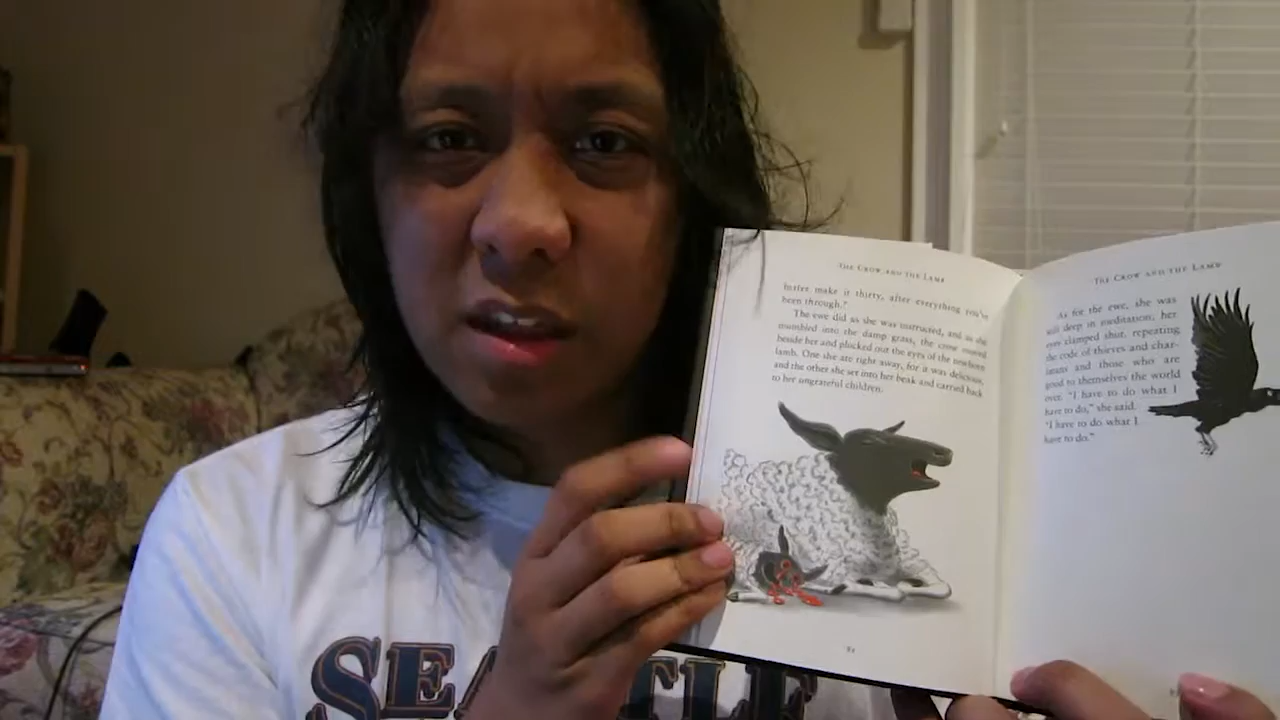 THE CROW AND THE LAMB
better make it thirty, after everything you've
been through."
The ewe did as she was instructed, and as she
mumbled into the damp grass, the crow moved
beside her and plucked out the eyes of the newborn
lamb. One she ate right away, for it was delicious,
and the other she set into her beak and carried back
to her ungrateful children.
THE CROW AND THE LAMB
As for the ewe, she was
still deep in meditation, her
eyes clamped shut, repeating
the code of thieves and char-
latans and those who are
good to themselves the world
over. "I have to do what I
have to do," she said.
"I have to do what I
have to do."
SEATTLE